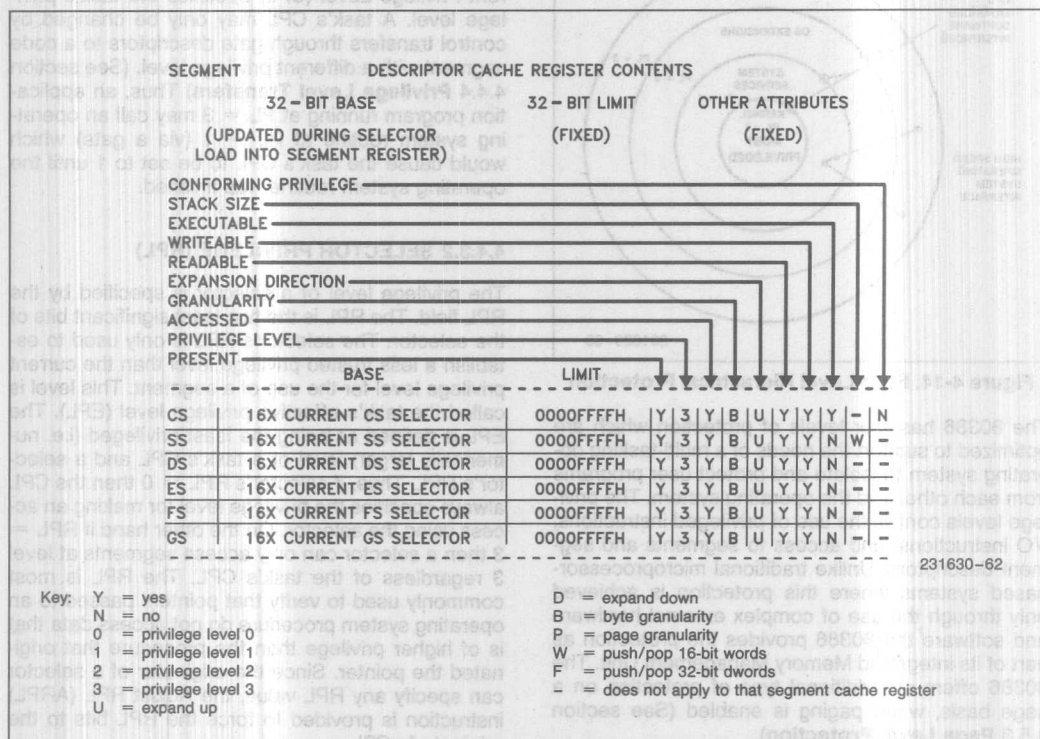 SEGMENT DESCRIPTOR CACHE REGISTER CONTENTS
32 – BIT BASE 32 – BIT LIMIT OTHER ATTRIBUTES
(UPDATED DURING SELECTOR (FIXED) (FIXED)
LOAD INTO SEGMENT REGISTER)
CONFORMING PRIVILEGE
STACK SIZE
EXECUTABLE
WRITEABLE
READABLE
EXPANSION DIRECTION
GRANULARITY
ACCESSED
PRIVILEGE LEVEL
PRESENT
BASE LIMIT
CS 16X CURRENT CS SELECTOR 0000FFFFH Y 3 Y B U Y Y Y – N
SS 16X CURRENT SS SELECTOR 0000FFFFH Y 3 Y B U Y Y N W –
DS 16X CURRENT DS SELECTOR 0000FFFFH Y 3 Y B U Y Y N – –
ES 16X CURRENT ES SELECTOR 0000FFFFH Y 3 Y B U Y Y N – –
FS 16X CURRENT FS SELECTOR 0000FFFFH Y 3 Y B U Y Y N – –
GS 16X CURRENT GS SELECTOR 0000FFFFH Y 3 Y B U Y Y N – –
231630–62
Key: Y = yes D = expand down
N = no B = byte granularity
0 = privilege level 0 P = page granularity
1 = privilege level 1 W = push/pop 16-bit words
2 = privilege level 2 F = push/pop 32-bit dwords
3 = privilege level 3 – = does not apply to that segment cache register
U = expand up